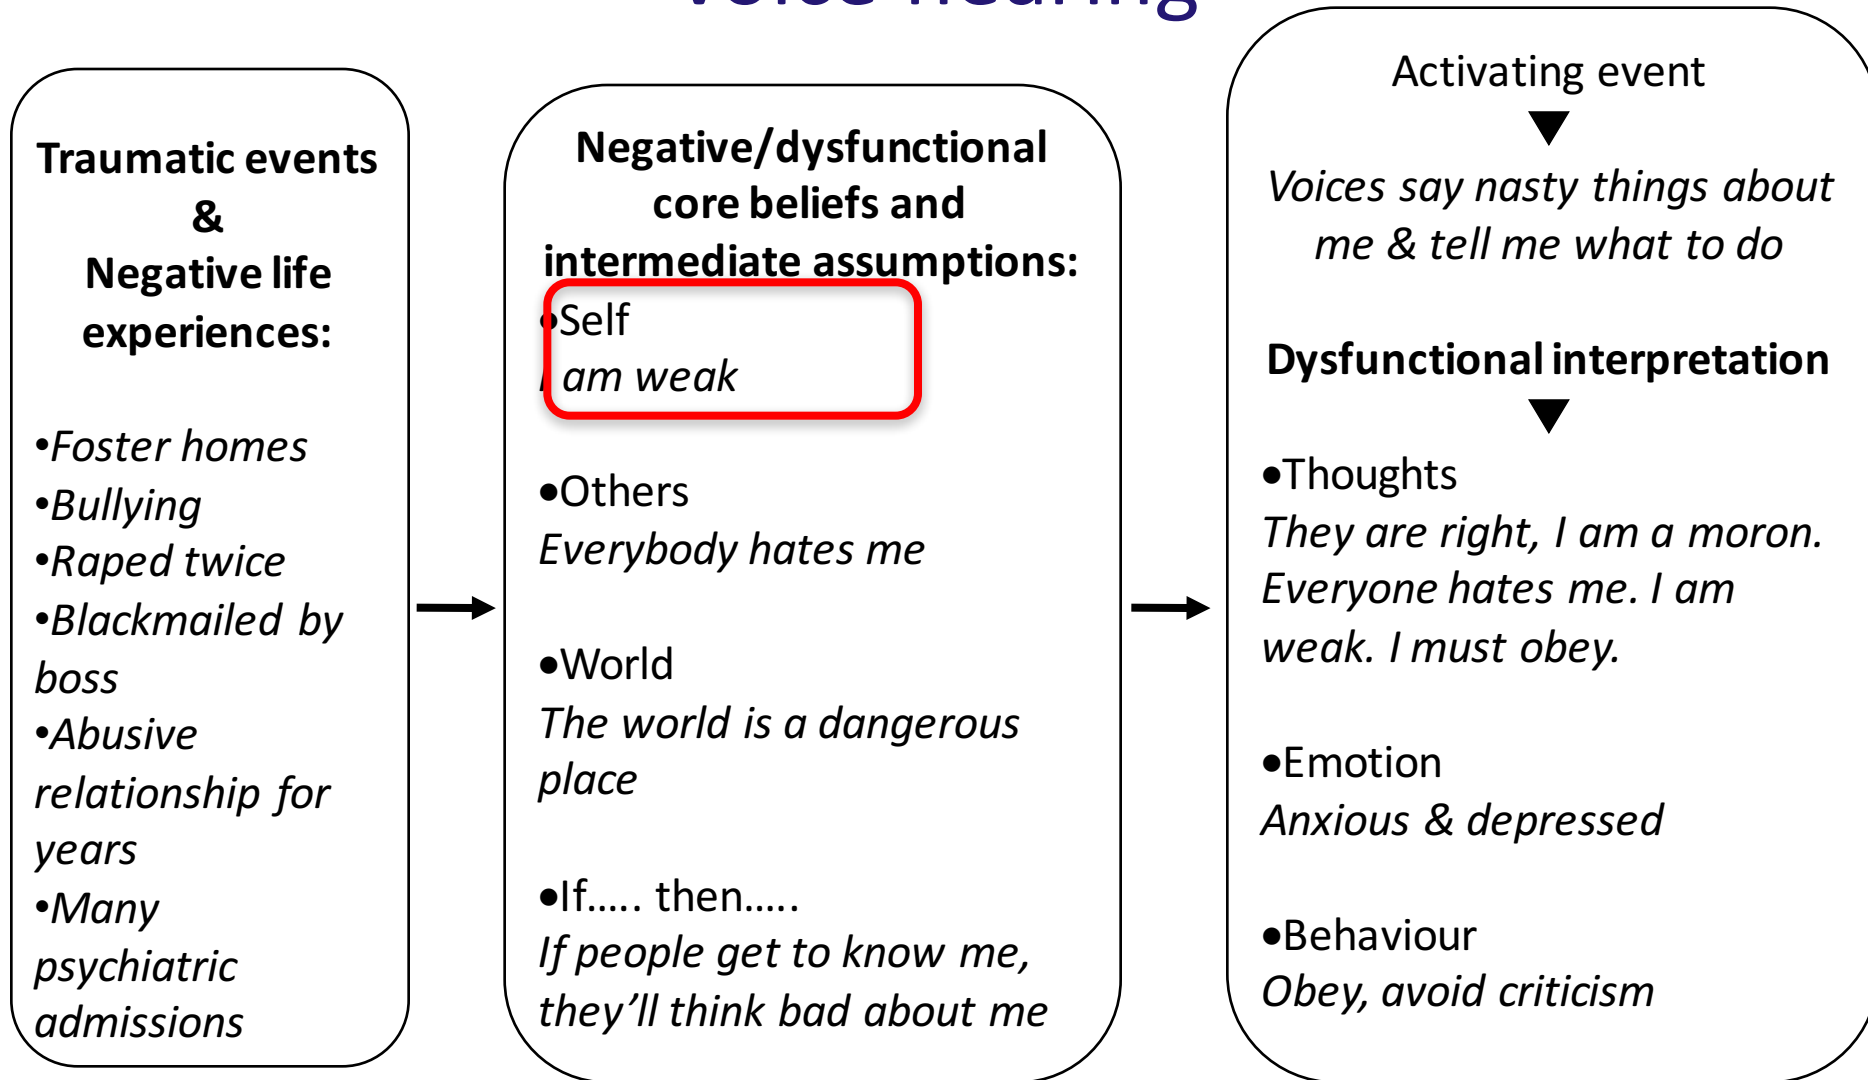 Voice-hearing
Traumatic events
&
Negative life
experiences:
•Foster homes
•Bullying
•Raped twice
•Blackmailed by
boss
•Abusive
relationship for
years
•Many
psychiatric
admissions
Negative/dysfunctional
core beliefs and
intermediate assumptions:
•Self
I am weak
•Others
Everybody hates me
•World
The world is a dangerous
place
•If..... then.....
If people get to know me,
they’ll think bad about me
Activating event
Voices say nasty things about
me & tell me what to do
Dysfunctional interpretation
•Thoughts
They are right, I am a moron.
Everyone hates me. I am
weak. I must obey.
•Emotion
Anxious & depressed
•Behaviour
Obey, avoid criticism